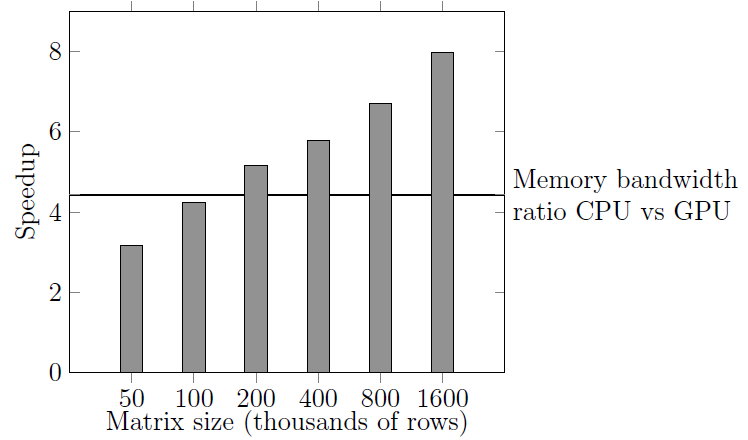 8
6
4
2
0
Speedup
Memory bandwidth
ratio CPU vs GPU
50 100 200 400 800 1600
Matrix size (thousands of rows)